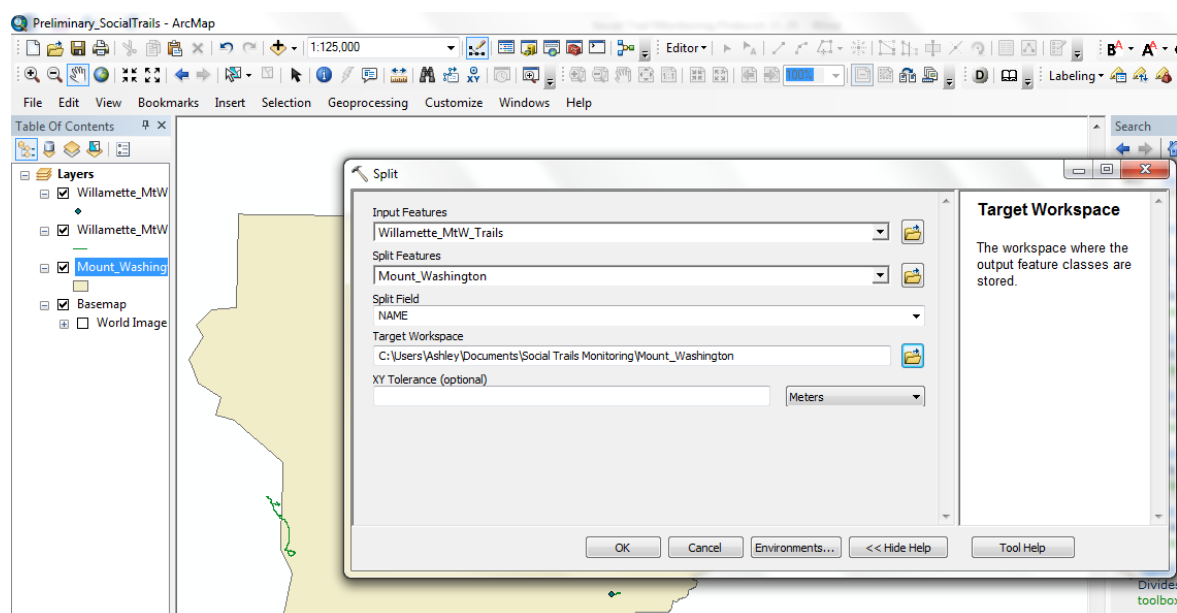 Preliminary_SocialTrails - ArcMap
1:125,000
Editor
100%
Labeling
File Edit View Bookmarks Insert Selection Geoprocessing Customize Windows Help
Table Of Contents
Search
Layers
Willamette_MtW
Willamette_MtW
Mount_Washing
Basemap
World Image
Split
Input Features
Willamette_MtW_Trails
Split Features
Mount_Washington
Split Field
NAME
Target Workspace
C:\Users\Ashley\Documents\Social Trails Monitoring\Mount_Washington
XY Tolerance (optional)
Meters
OK Cancel Environments... << Hide Help Tool Help
Target Workspace
The workspace where the
output feature classes are
stored.
Divides
toolbox